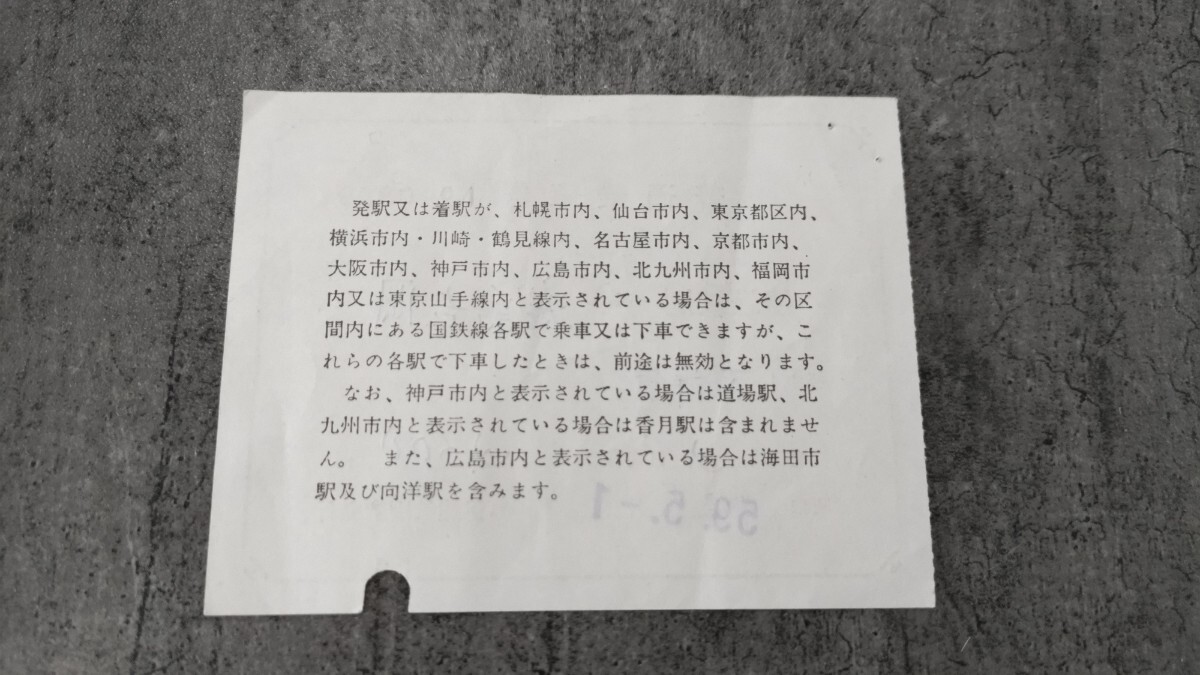 発駅又は着駅が、札幌市内、仙台市内、東京都区内、
横浜市内・川崎・鶴見線内、名古屋市内、京都市内、
大阪市内、神戸市内、広島市内、北九州市内、福岡市
内又は東京山手線内と表示されている場合は、その区
間内にある国鉄線各駅で乗車又は下車できますが、こ
れらの各駅で下車したときは、前途は無効となります。
なお、神戸市内と表示されている場合は道場駅、北
九州市内と表示されている場合は香月駅は含まれませ
ん。　また、広島市内と表示されている場合は海田市
駅及び向洋駅を含みます。
59.5.-1